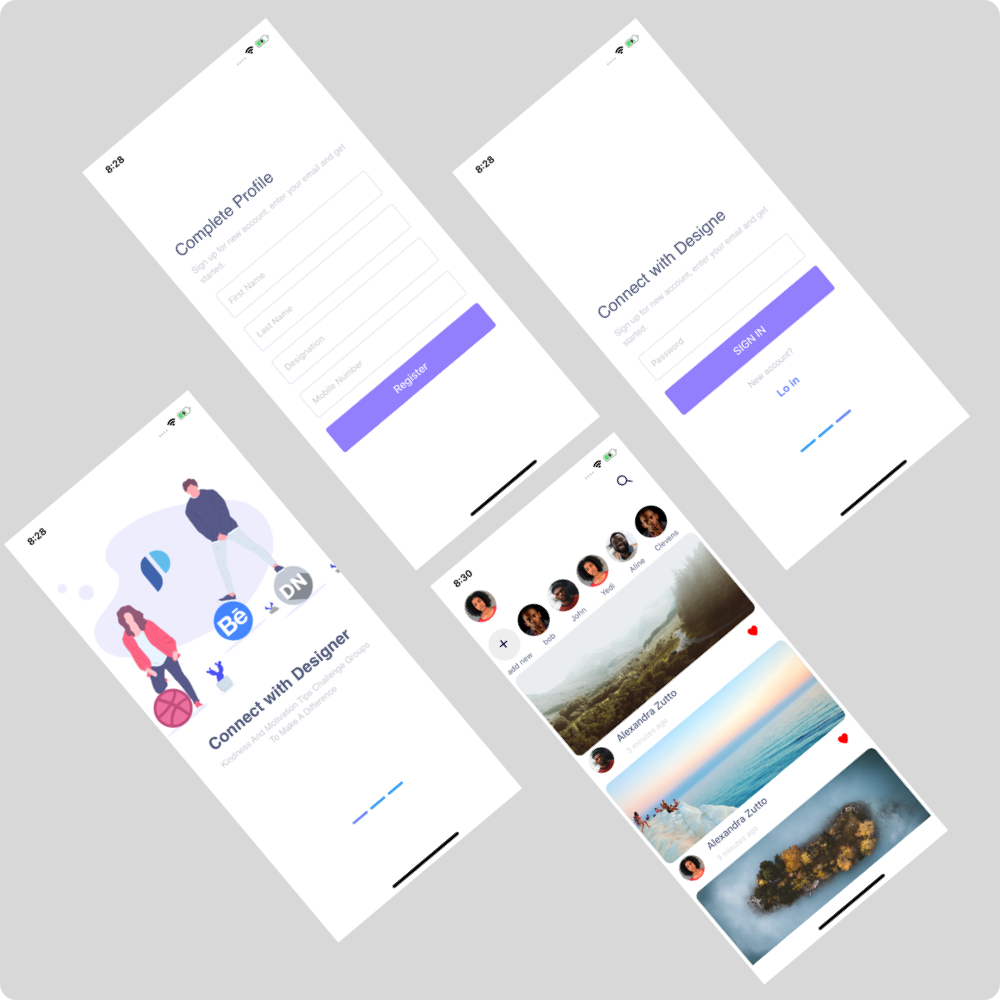 8:28
Complete Profile
Sign up for new account, enter your email and get
started.
First Name
Last Name
Designation
Mobile Number
Register
8:28
Connect with Designe
Sign up for new account, enter your email and get
started.
Password
SIGN IN
New account?
Lo in
8:28
DN
Bē
Connect with Designer
Kindness And Motivation Tips Challenge Groups
To Make A Difference
8:30
+
add new
bob
John
Yedi
Aline
Clevens
Alexandra Zutto
3 minutes ago
Alexandra Zutto
3 minutes ago